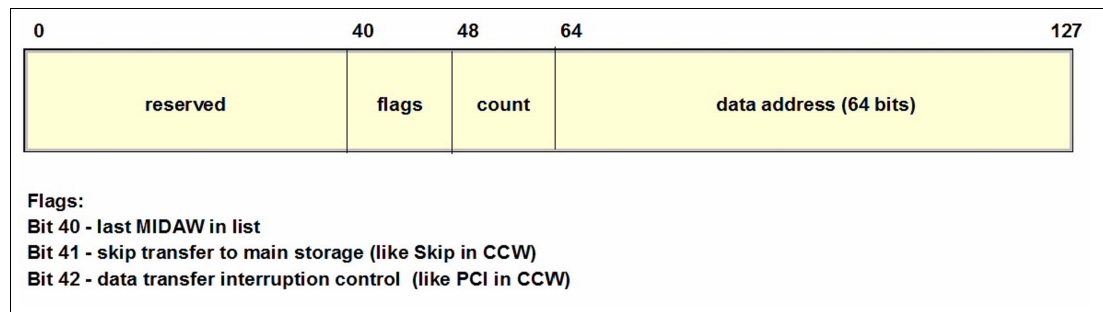 0 40 48 64 127
reserved flags count data address (64 bits)
Flags:
Bit 40 - last MIDAW in list
Bit 41 - skip transfer to main storage (like Skip in CCW)
Bit 42 - data transfer interruption control (like PCI in CCW)